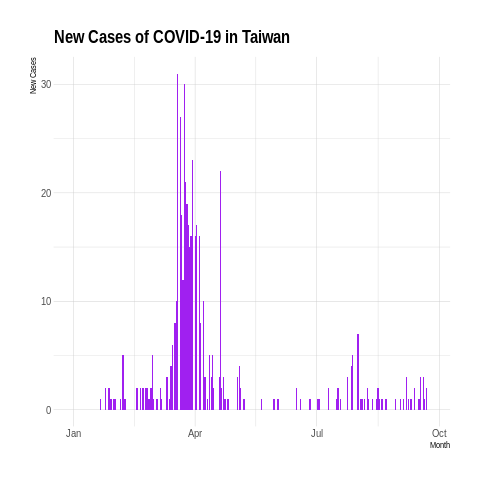 New Cases of COVID-19 in Taiwan
New Cases
30
20
10
0
Jan
Apr
Jul
Oct
Month